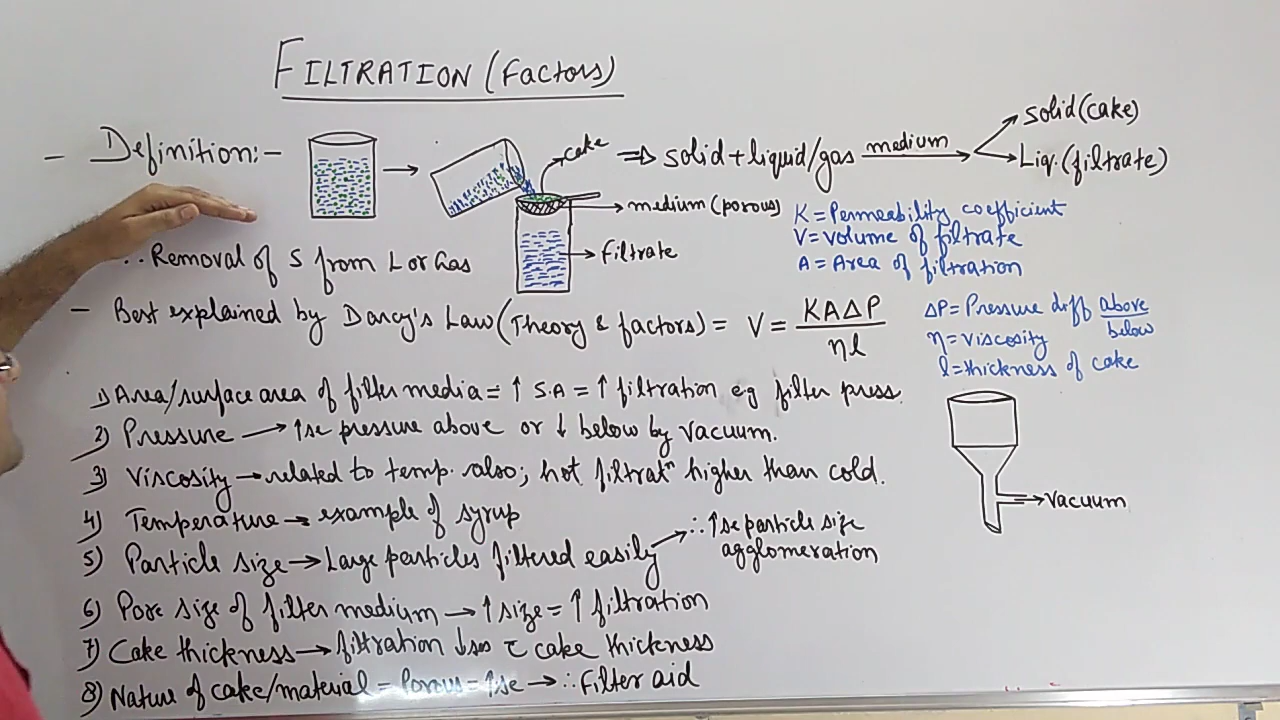 FILTRATION (Factors)
- Definition:-
cake
⇒ solid + liquid/gas medium → solid (cake)
Liq. (filtrate)
medium (porous)
filtrate
K = Permeability coefficient
V = volume of filtrate
A = Area of filtration
∴ Removal of S from L or Gas
- Best explained by Darcy's Law (Theory & factors) = V = KAΔP / ηl
ΔP = Pressure diff above / below
η = viscosity
l = thickness of cake
1) Area/surface area of filter media = ↑ S.A = ↑ filtration eg filter press.
2) Pressure → ↑se pressure above or ↓ below by vacuum.
3) Viscosity → related to temp. also; hot filtratⁿ higher than cold.
4) Temperature → example of syrup
5) Particle size → Large particles filtered easily → ∴ ↑se particle size
agglomeration
6) Pore size of filter medium → ↑ size = ↑ filtration
7) Cake thickness → filtration ↓ses c̄ cake thickness
8) Nature of cake/material = Porous = ↑se → ∴ Filter aid
Vacuum